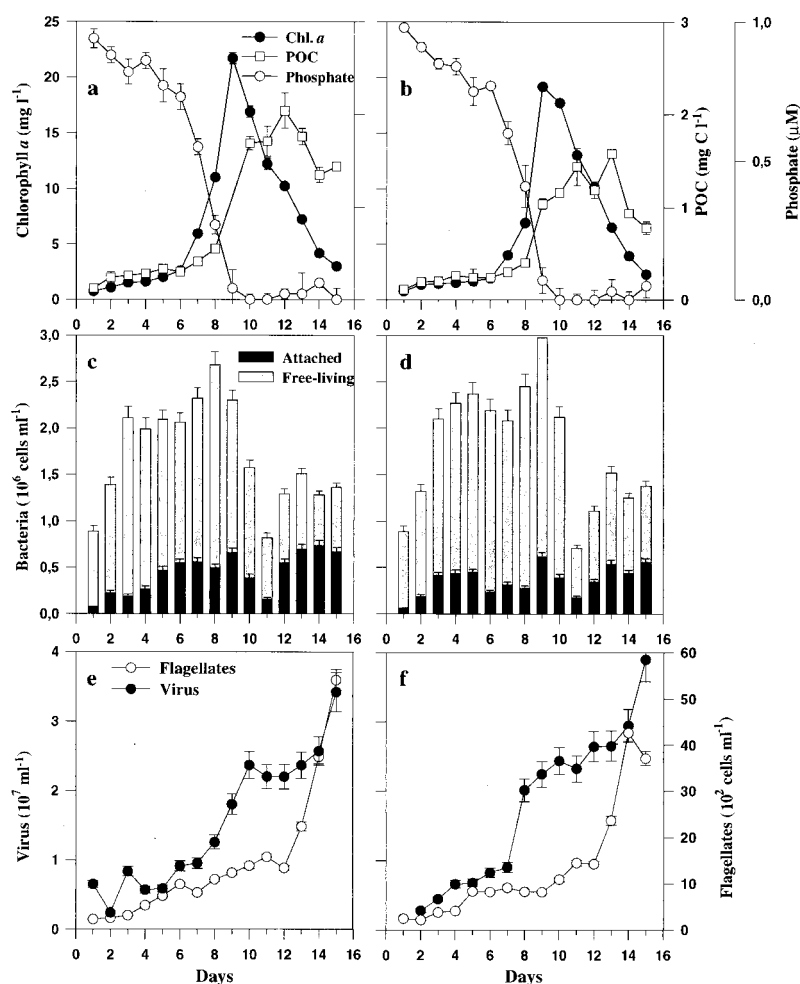 25
20
15
10
5
0
Chlorophyll a (mg l-1)
a
Chl. a
POC
Phosphate
0 2 4 6 8 10 12 14 16
b
0 2 4 6 8 10 12 14 16
3
2
1
0
POC (mg C l-1)
1,0
0,5
0,0
Phosphate (µM)
3,0
2,5
2,0
1,5
1,0
0,5
0,0
Bacteria (10^6 cells ml-1)
c
Attached
Free-living
0 2 4 6 8 10 12 14 16
d
0 2 4 6 8 10 12 14 16
4
3
2
1
0
Virus (10^7 ml-1)
e
Flagellates
Virus
0 2 4 6 8 10 12 14 16
Days
f
0 2 4 6 8 10 12 14 16
Days
60
50
40
30
20
10
0
Flagellates (10^2 cells ml-1)